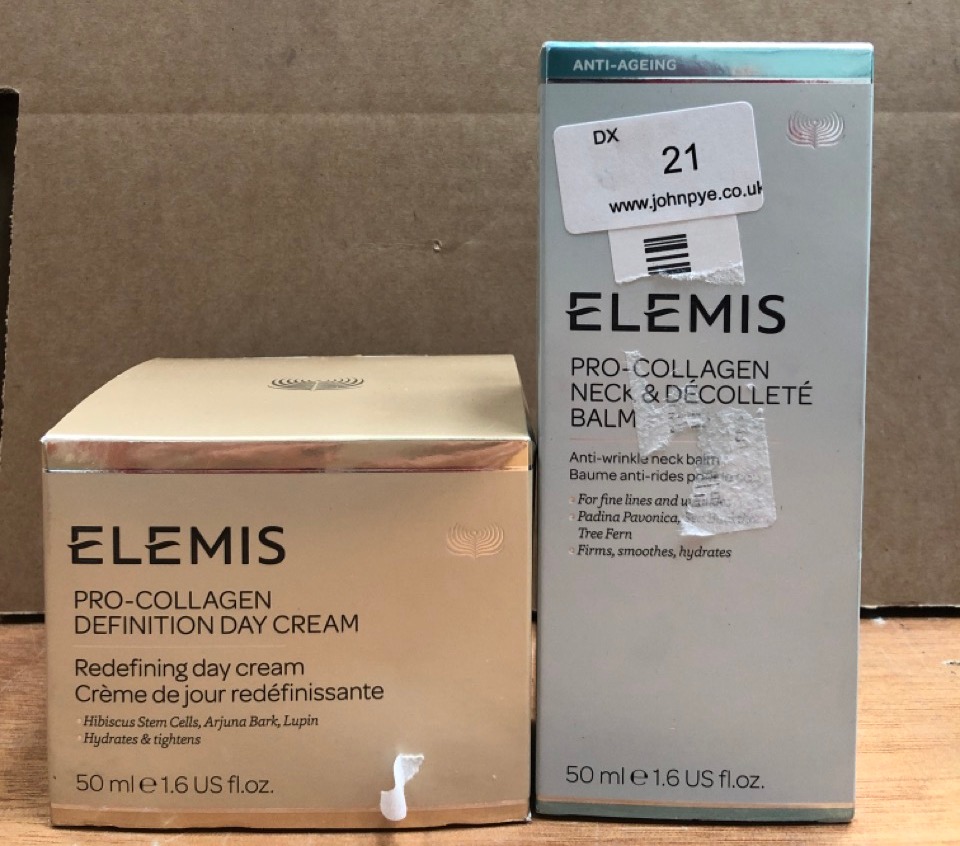 ELEMIS
PRO-COLLAGEN
DEFINITION DAY CREAM
Redefining day cream
Crème de jour redéfinissante
Hibiscus Stem Cells, Arjuna Bark, Lupin
Hydrates & tightens
50 ml e 1.6 US fl.oz.
ANTI-AGEING
DX
21
www.johnpye.co.uk
ELEMIS
PRO-COLLAGEN
NECK & DÉCOLLETÉ
BALM
Anti-wrinkle neck balm
Baume anti-rides
For fine lines and
Padina Pavonica,
Tree Fern
Firms, smoothes, hydrates
50 ml e 1.6 US fl.oz.